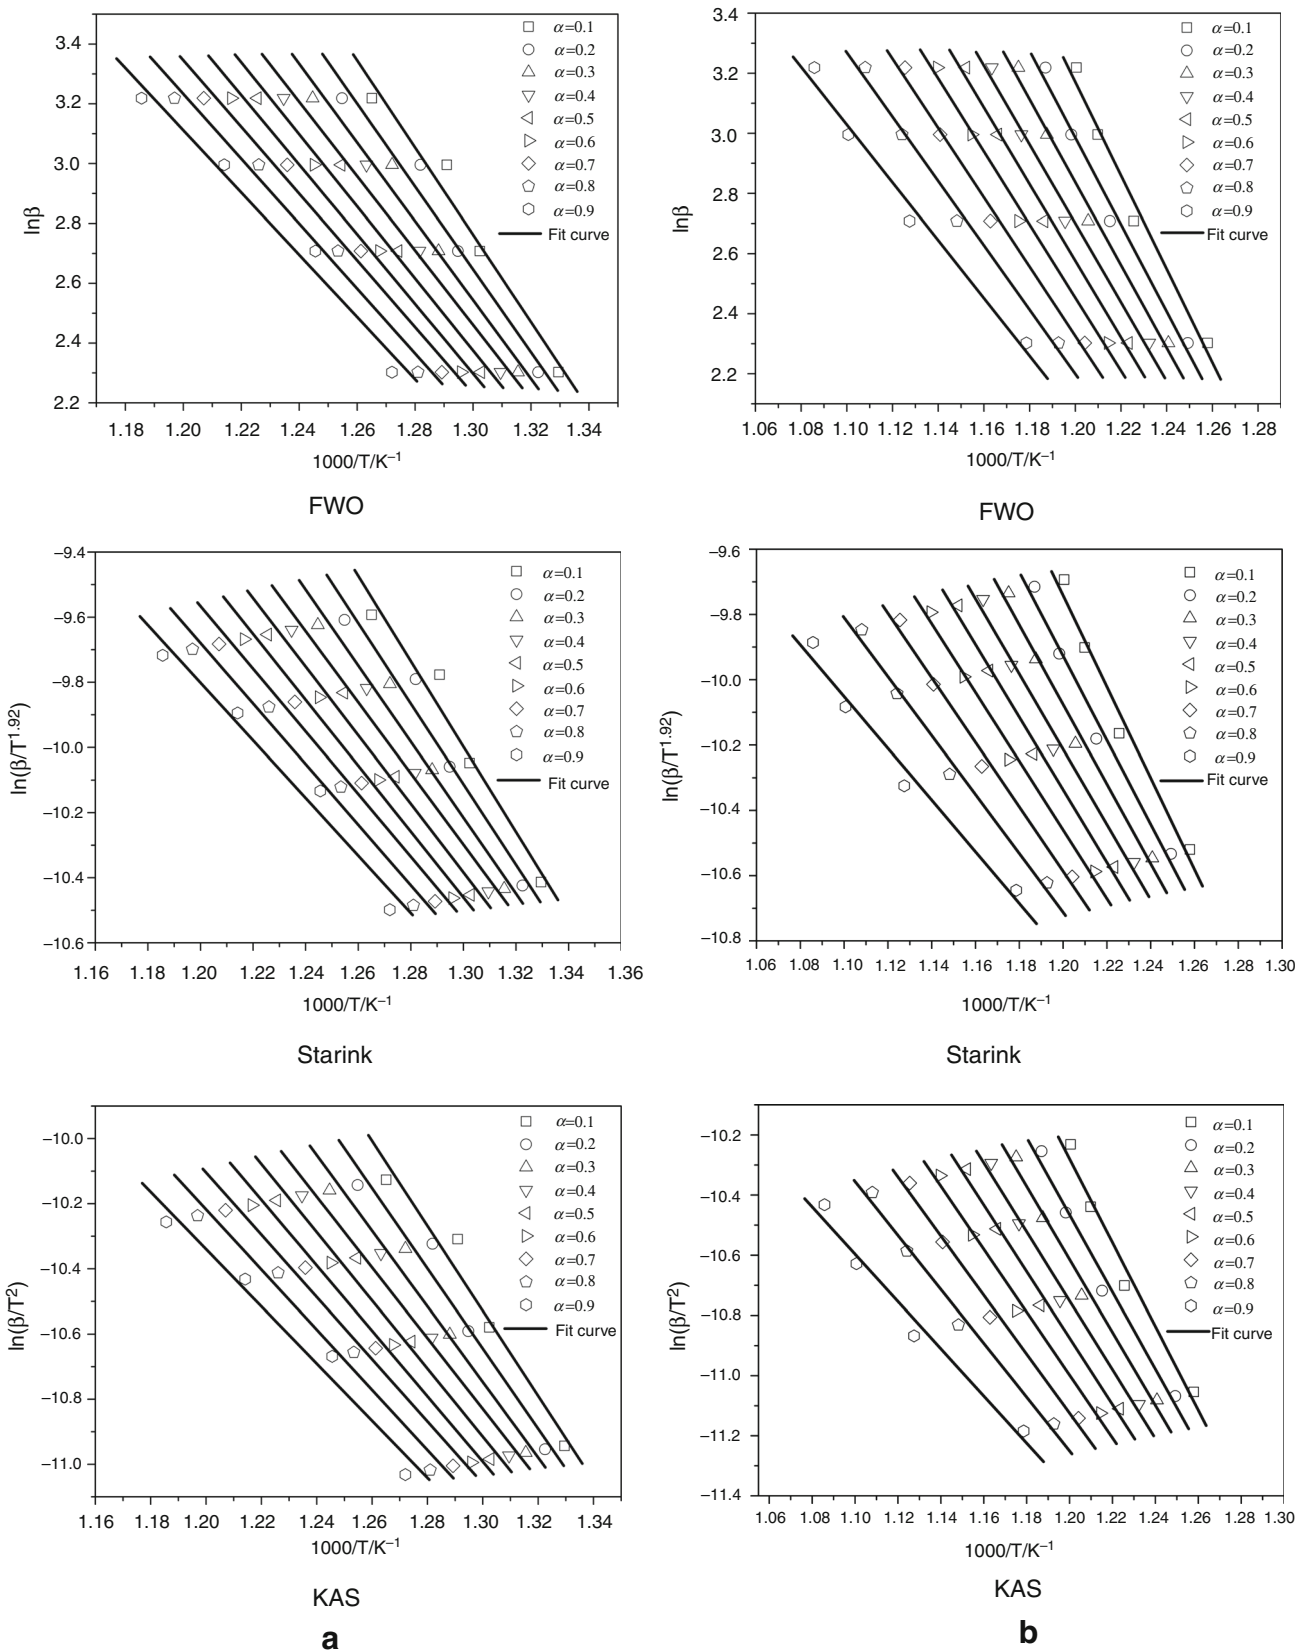 3.4
3.2
3.0
2.8
2.6
2.4
2.2
lnβ
α=0.1
α=0.2
α=0.3
α=0.4
α=0.5
α=0.6
α=0.7
α=0.8
α=0.9
Fit curve
1.18 1.20 1.22 1.24 1.26 1.28 1.30 1.32 1.34
1000/T/K⁻¹
FWO
3.4
3.2
3.0
2.8
2.6
2.4
2.2
lnβ
α=0.1
α=0.2
α=0.3
α=0.4
α=0.5
α=0.6
α=0.7
α=0.8
α=0.9
Fit curve
1.06 1.08 1.10 1.12 1.14 1.16 1.18 1.20 1.22 1.24 1.26 1.28
1000/T/K⁻¹
FWO
−9.4
−9.6
−9.8
−10.0
−10.2
−10.4
−10.6
ln(β/T¹·⁹²)
α=0.1
α=0.2
α=0.3
α=0.4
α=0.5
α=0.6
α=0.7
α=0.8
α=0.9
Fit curve
1.16 1.20 1.22 1.24 1.26 1.28 1.30 1.32 1.34 1.36
1000/T/K⁻¹
Starink
−9.6
−9.8
−10.0
−10.2
−10.4
−10.6
−10.8
ln(β/T¹·⁹²)
α=0.1
α=0.2
α=0.3
α=0.4
α=0.5
α=0.6
α=0.7
α=0.8
α=0.9
Fit curve
1.06 1.08 1.10 1.12 1.14 1.16 1.18 1.20 1.22 1.24 1.26 1.28 1.30
1000/T/K⁻¹
Starink
−10.0
−10.2
−10.4
−10.6
−10.8
−11.0
ln(β/T²)
α=0.1
α=0.2
α=0.3
α=0.4
α=0.5
α=0.6
α=0.7
α=0.8
α=0.9
Fit curve
1.16 1.18 1.20 1.22 1.24 1.26 1.28 1.30 1.32 1.34
1000/T/K⁻¹
KAS
a
−10.2
−10.4
−10.6
−10.8
−11.0
−11.2
−11.4
ln(β/T²)
α=0.1
α=0.2
α=0.3
α=0.4
α=0.5
α=0.6
α=0.7
α=0.8
α=0.9
Fit curve
1.06 1.08 1.10 1.12 1.14 1.16 1.18 1.20 1.22 1.24 1.26 1.28 1.30
1000/T/K⁻¹
KAS
b